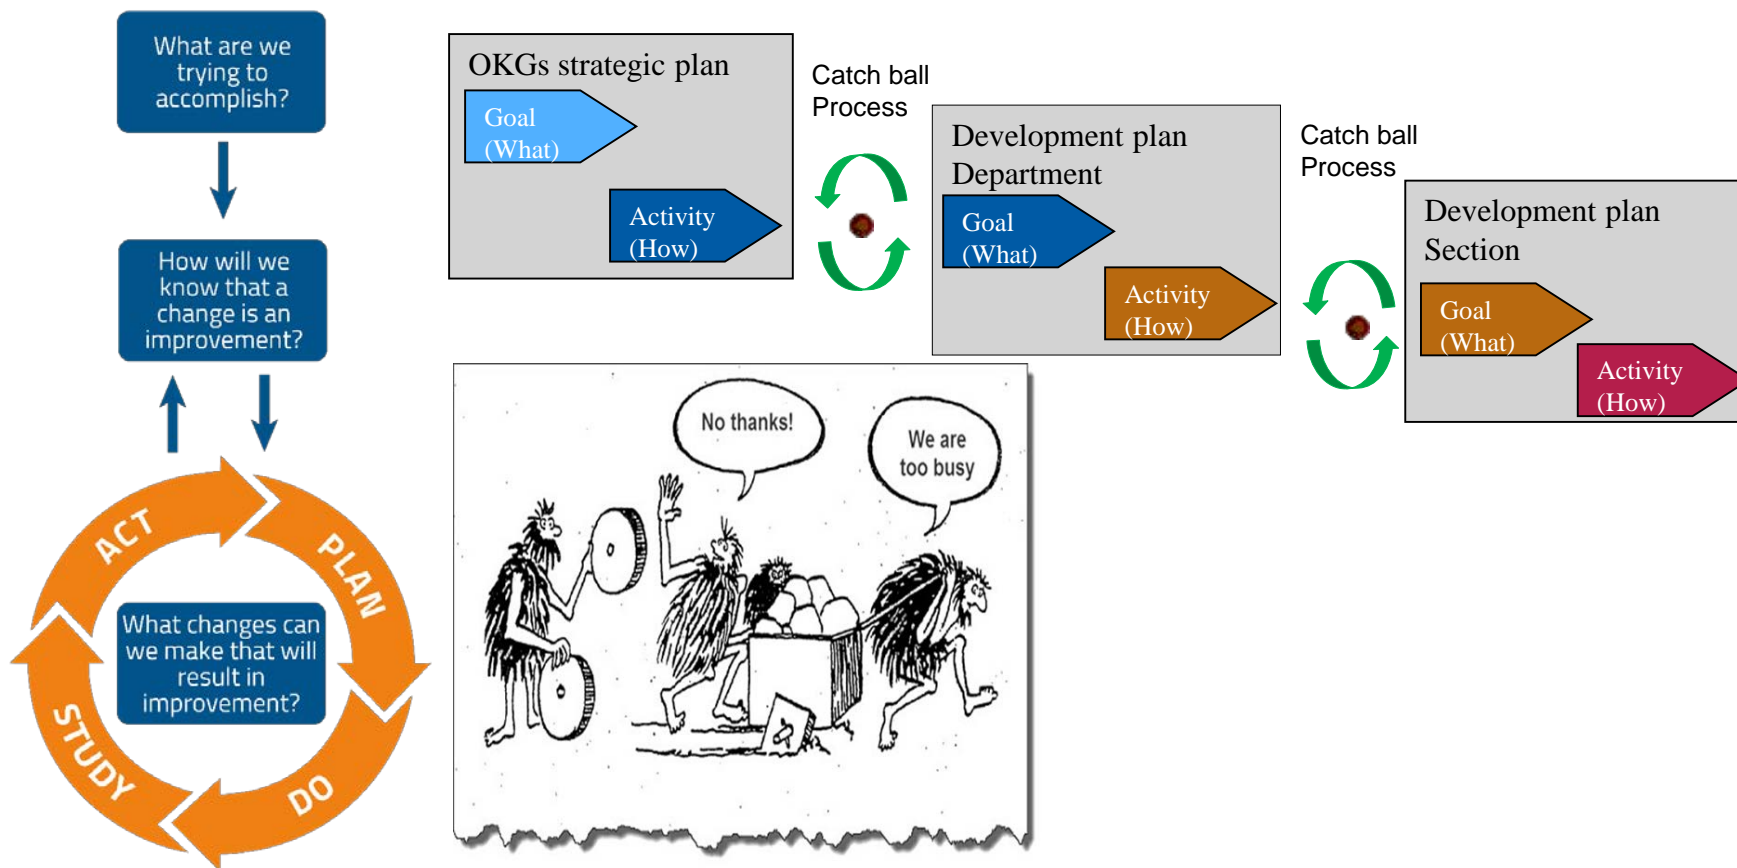 What are we
trying to
accomplish?
How will we
know that a
change is an
improvement?
ACT
PLAN
DO
STUDY
What changes can
we make that will
result in
improvement?
OKGs strategic plan
Goal
(What)
Activity
(How)
Catch ball
Process
Development plan
Department
Goal
(What)
Activity
(How)
Catch ball
Process
Development plan
Section
Goal
(What)
Activity
(How)
No thanks!
We are
too busy